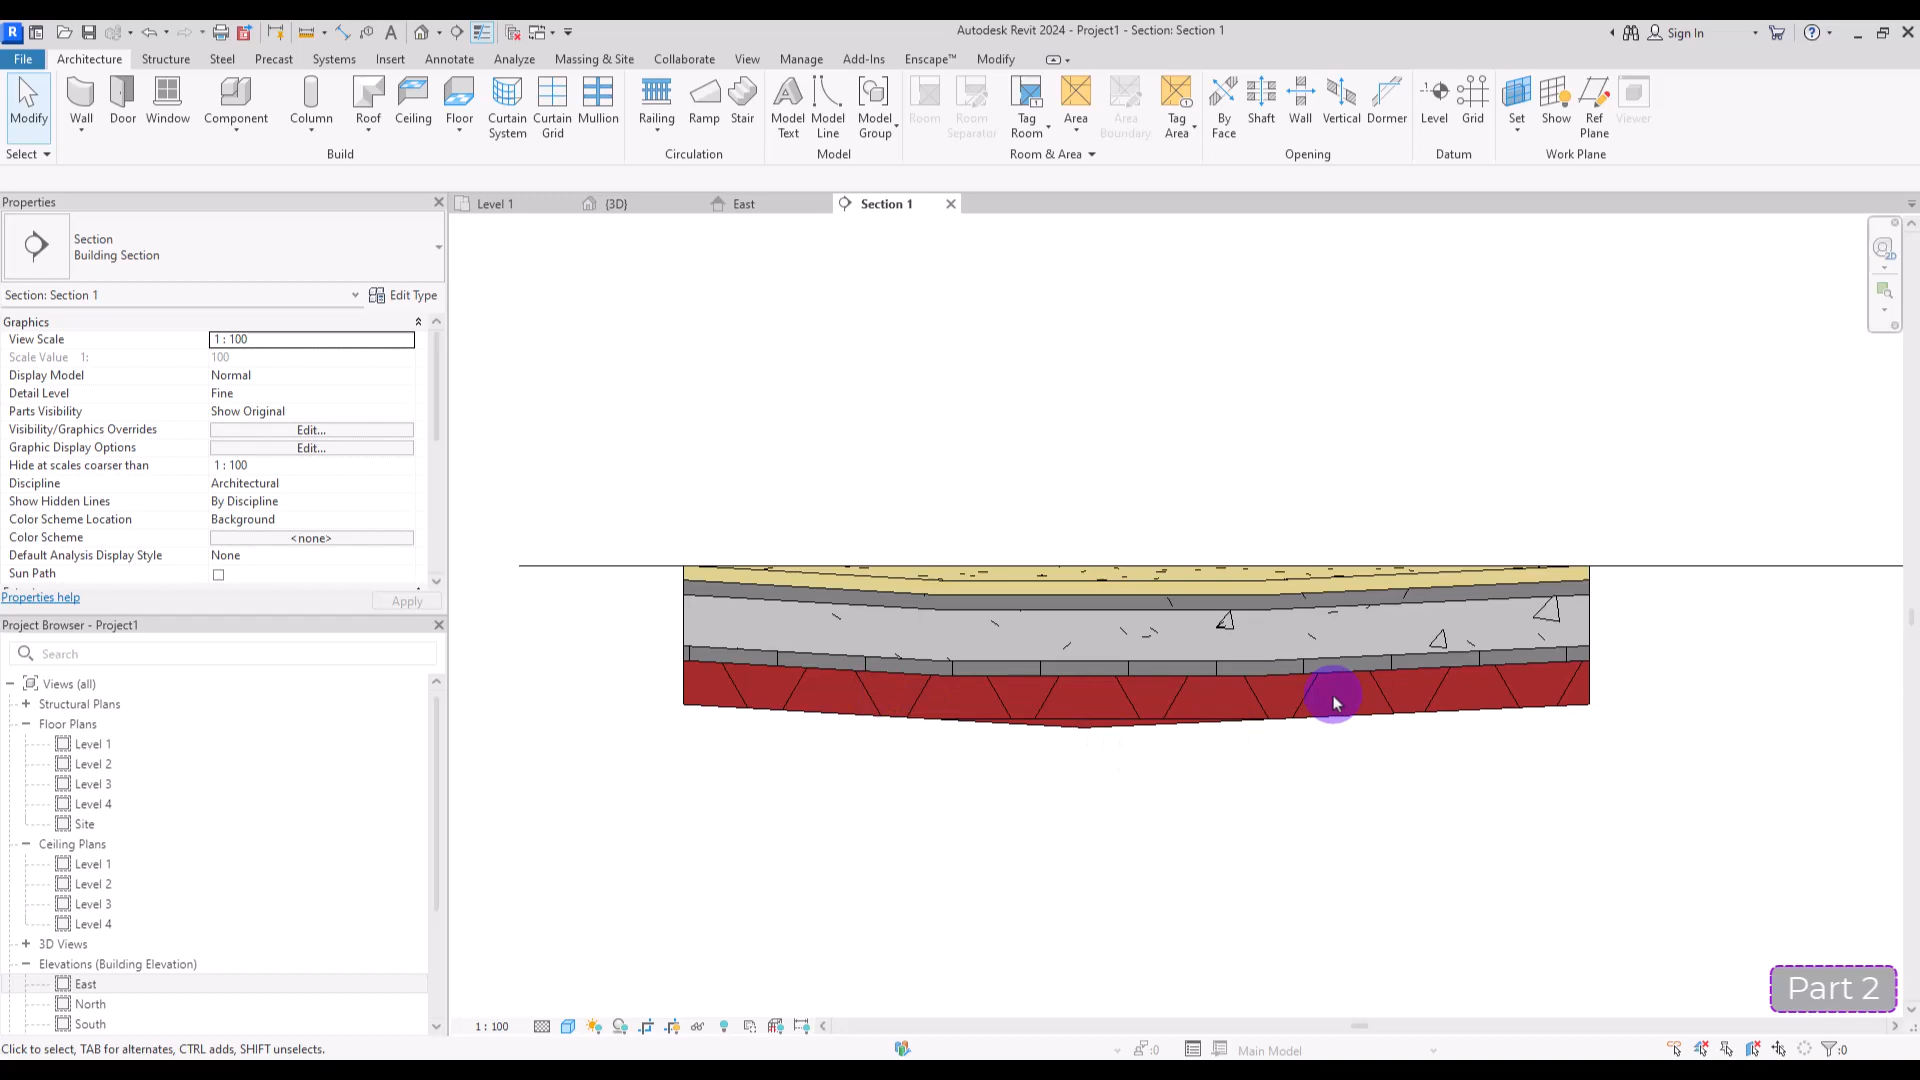 Autodesk Revit 2024 - Project1 - Section: Section 1
Sign In
File Architecture Structure Steel Precast Systems Insert Annotate Analyze Massing & Site Collaborate View Manage Add-Ins Enscape™ Modify
Modify
Wall
Door
Window
Component
Column
Roof
Ceiling
Floor
Curtain System
Curtain Grid
Mullion
Railing
Ramp
Stair
Model Text
Model Line
Model Group
Room
Room Separator
Tag Room
Area
Area Boundary
Tag Area
By Face
Shaft
Wall
Vertical
Dormer
Level
Grid
Set
Show
Ref Plane
Viewer
Select
Build
Circulation
Model
Room & Area
Opening
Datum
Work Plane
Properties
Level 1
{3D}
East
Section 1
Section
Building Section
Section: Section 1
Edit Type
Graphics
View Scale 1 : 100
Scale Value 1: 100
Display Model Normal
Detail Level Fine
Parts Visibility Show Original
Visibility/Graphics Overrides Edit...
Graphic Display Options Edit...
Hide at scales coarser than 1 : 100
Discipline Architectural
Show Hidden Lines By Discipline
Color Scheme Location Background
Color Scheme <none>
Default Analysis Display Style None
Sun Path
Properties help
Apply
Project Browser - Project1
Search
Views (all)
Structural Plans
Floor Plans
Level 1
Level 2
Level 3
Level 4
Site
Ceiling Plans
Level 1
Level 2
Level 3
Level 4
3D Views
Elevations (Building Elevation)
East
North
South
Part 2
1 : 100
Click to select, TAB for alternates, CTRL adds, SHIFT unselects.
:0
Main Model
:0